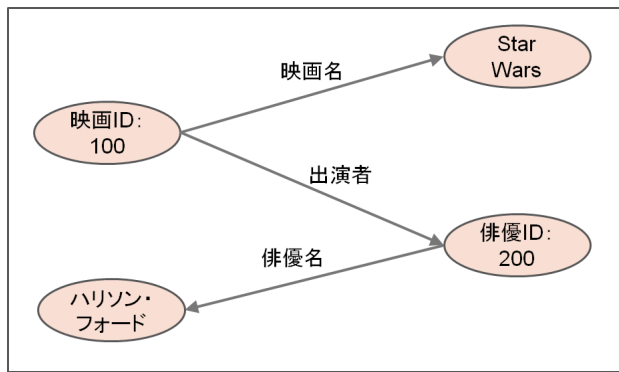 Star
Wars
映画名
映画ID:
100
出演者
俳優ID:
200
俳優名
ハリソン・
フォード